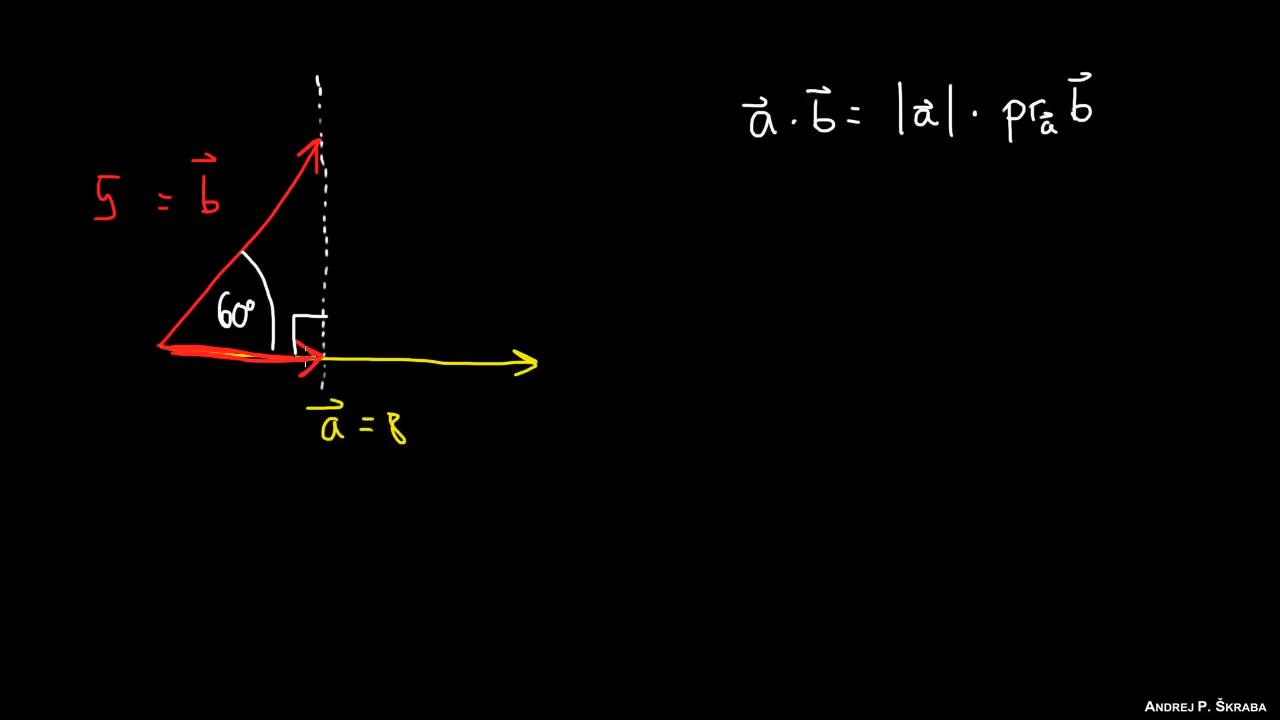 a⃗ · b⃗ = |a⃗| · pr_a⃗ b⃗
5 = b⃗
60°
a⃗ = 8
ANDREJ P. ŠKRABA